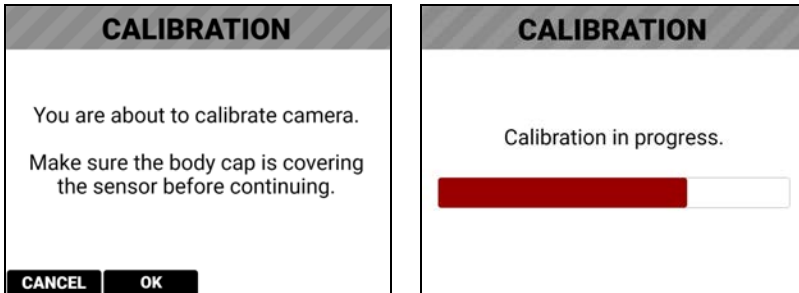 CALIBRATION
You are about to calibrate camera.
Make sure the body cap is covering
the sensor before continuing.
CANCEL OK
CALIBRATION
Calibration in progress.